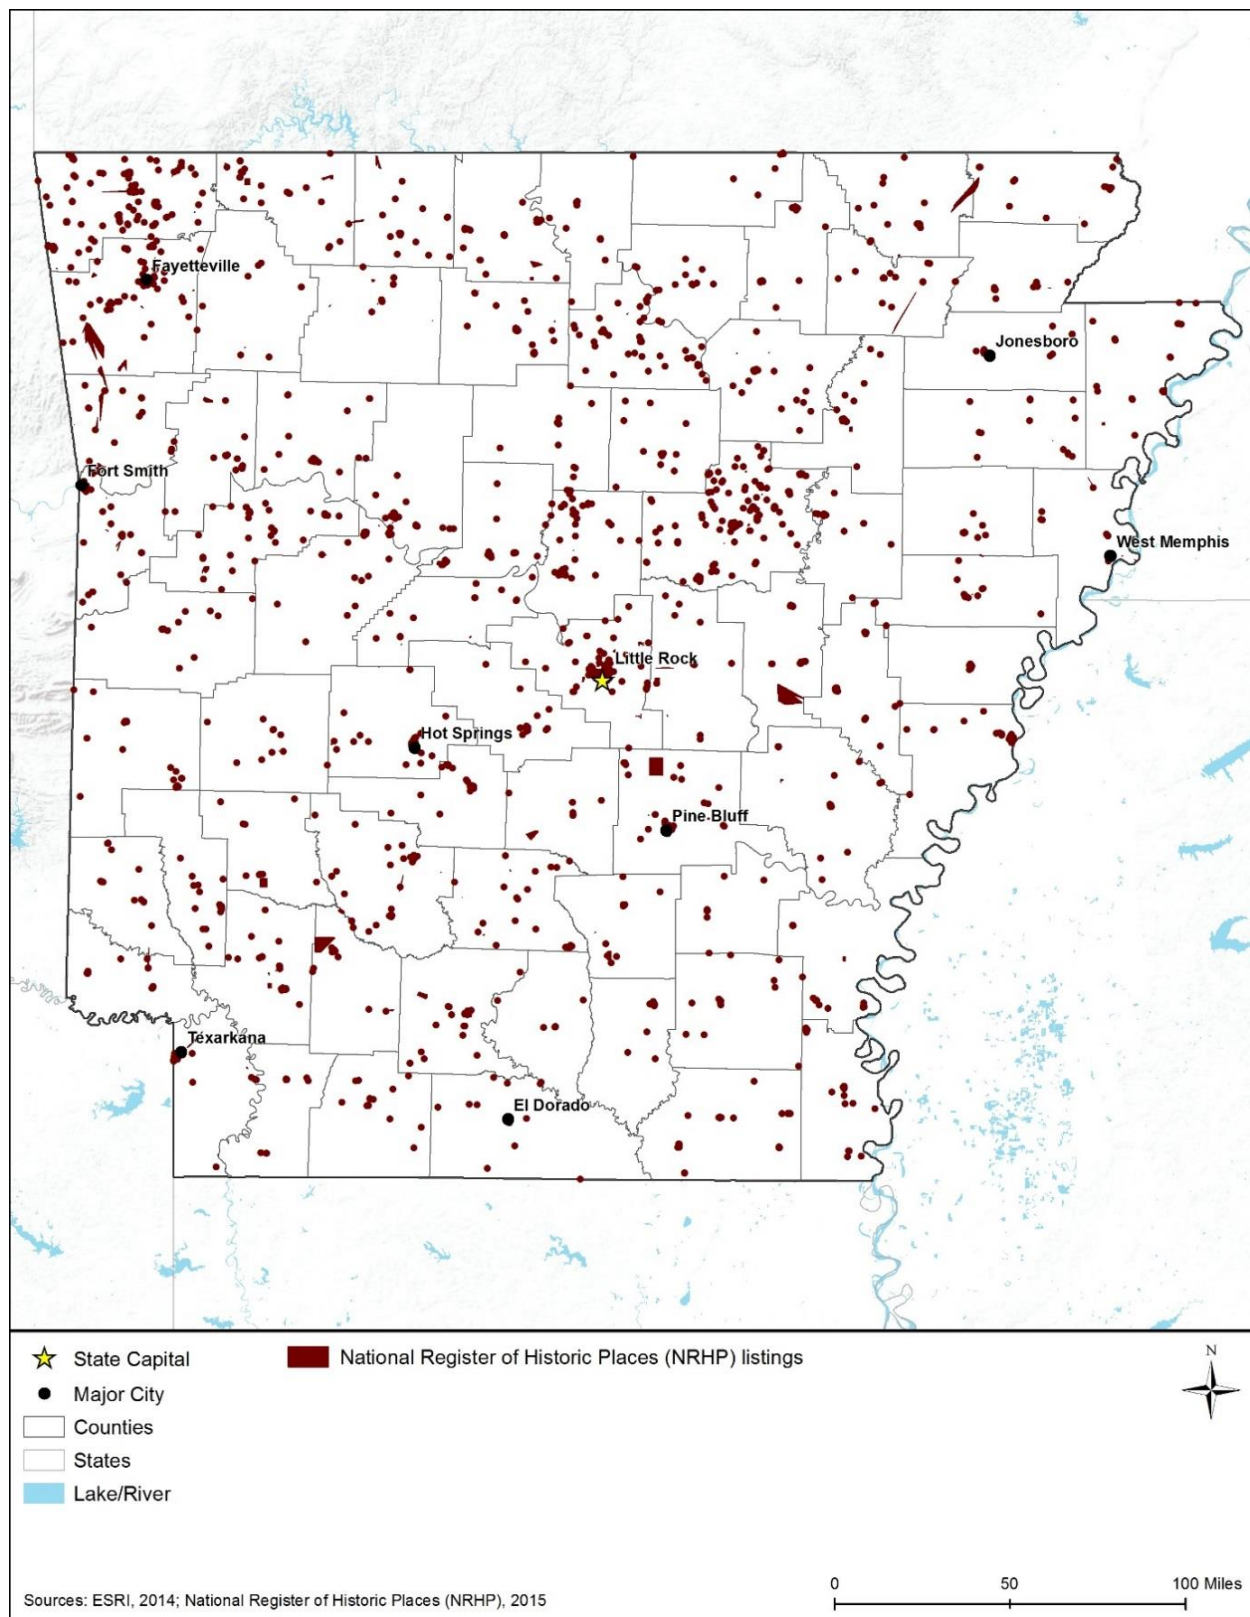 Fayetteville
Jonesboro
Fort Smith
West Memphis
Little Rock
Hot Springs
Pine Bluff
Texarkana
El Dorado
State Capital
National Register of Historic Places (NRHP) listings
Major City
Counties
States
Lake/River
N
Sources: ESRI, 2014; National Register of Historic Places (NRHP), 2015
0 50 100 Miles